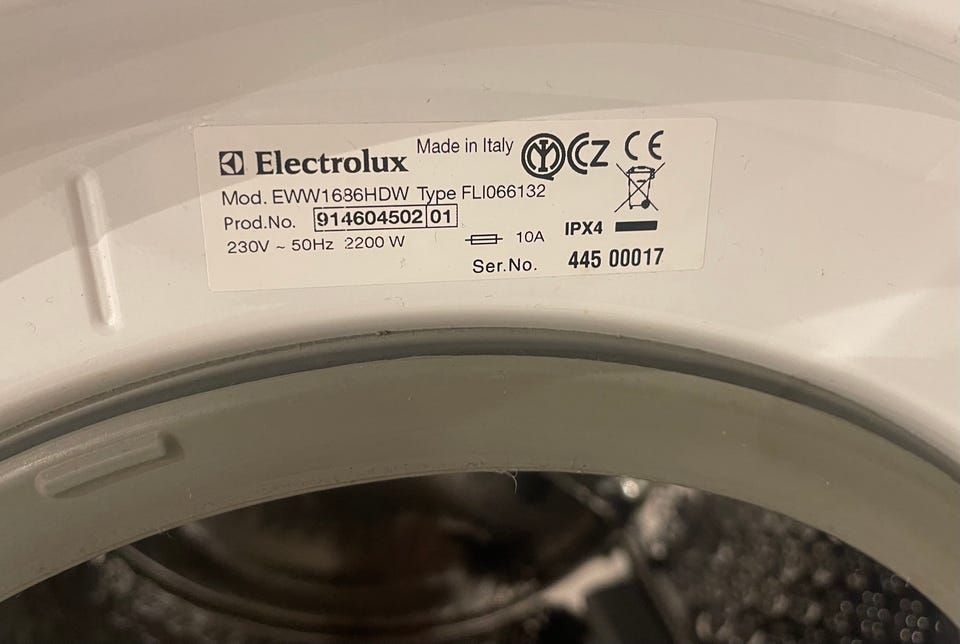 Electrolux Made in Italy CZ CE
Mod. EWW1686HDW Type FLI066132
Prod.No. 914604502 01
230V ~ 50Hz 2200 W 10A IPX4
Ser.No. 445 00017